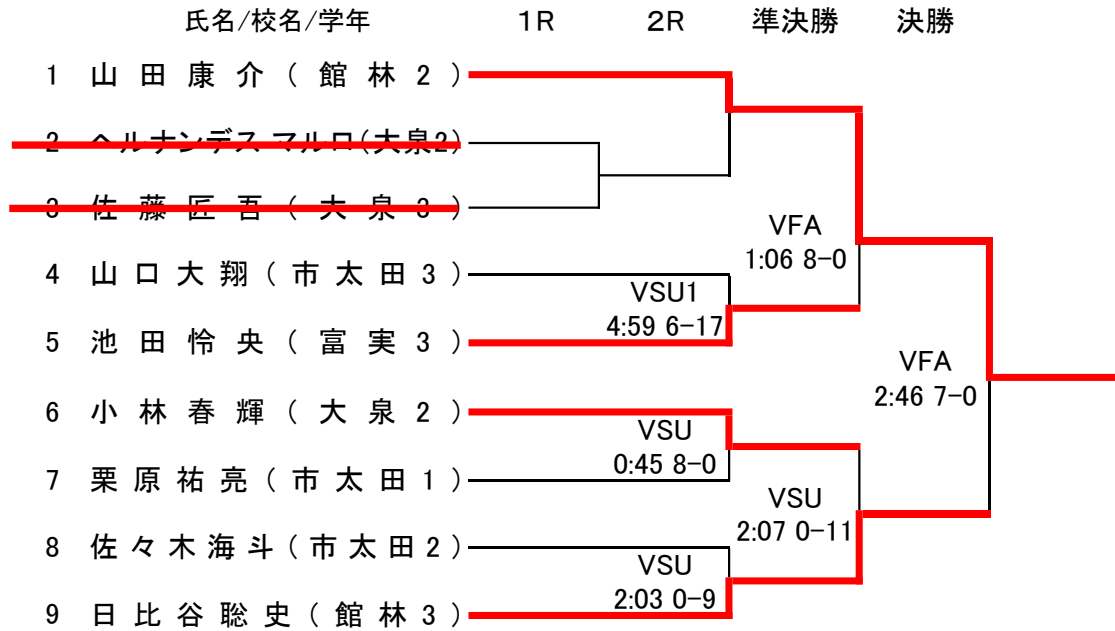 氏名/校名/学年 1R 2R 準決勝 決勝
1 山田康介(館林2)
2 ヘルナンデス マルロ(大泉2)
3 佐藤匠吾(大泉3)
VFA
1:06 8-0
4 山口大翔(市太田3)
VSU1
4:59 6-17
5 池田怜央(富実3)
VFA
2:46 7-0
6 小林春輝(大泉2)
VSU
0:45 8-0
7 栗原祐亮(市太田1)
VSU
2:07 0-11
8 佐々木海斗(市太田2)
VSU
2:03 0-9
9 日比谷聡史(館林3)